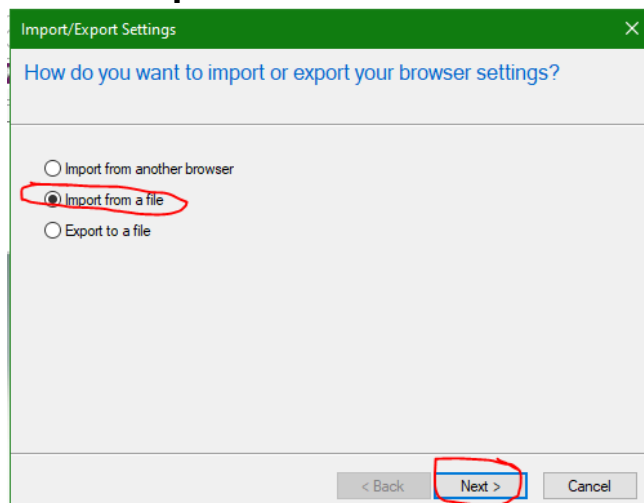 Import/Export Settings
How do you want to import or export your browser settings?
Import from another browser
Import from a file
Export to a file
< Back Next > Cancel